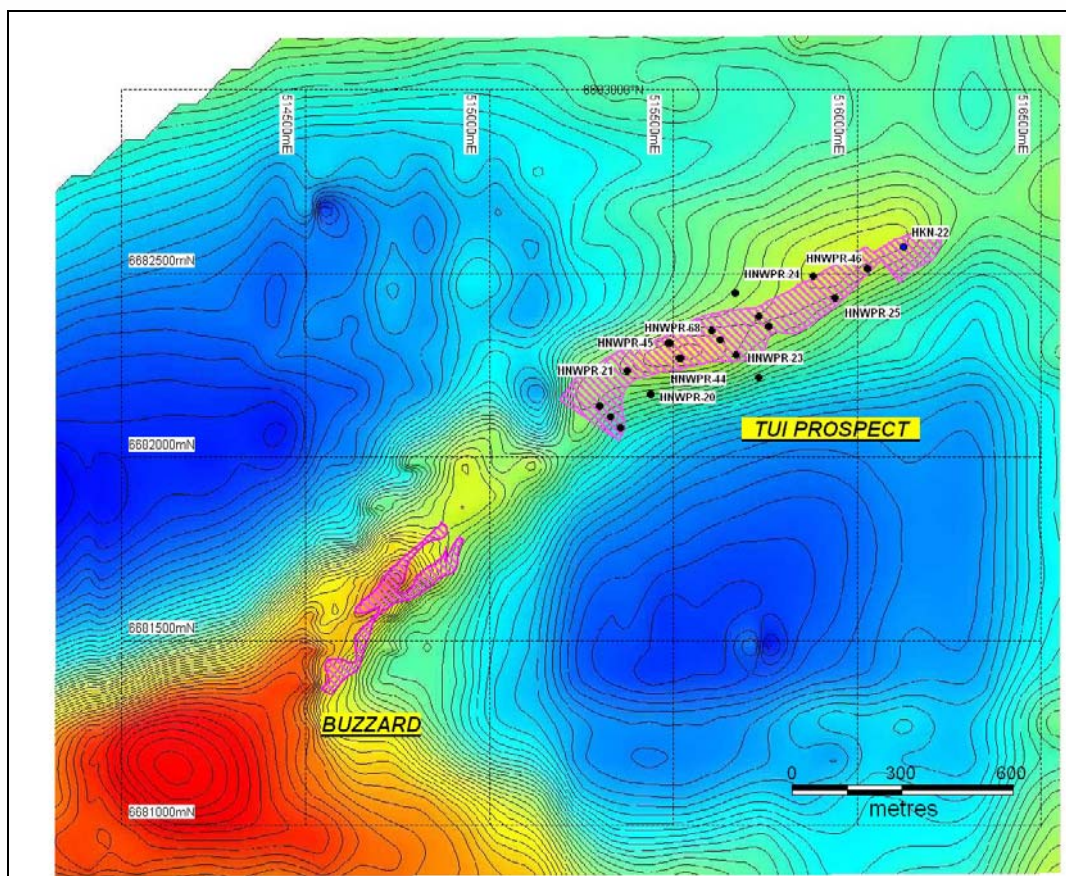 6683000mN
514500mE
515000mE
515500mE
516000mE
516500mE
HKN-22
HNWPR-46
6682500mN
HNWPR-24
HNWPR-25
HNWPR-68
HNWPR-45
HNWPR-23
HNWPR-21
HNWPR-44
HNWPR-20
TUI PROSPECT
6682000mN
6681500mN
BUZZARD
0 300 600
metres
6681000mN